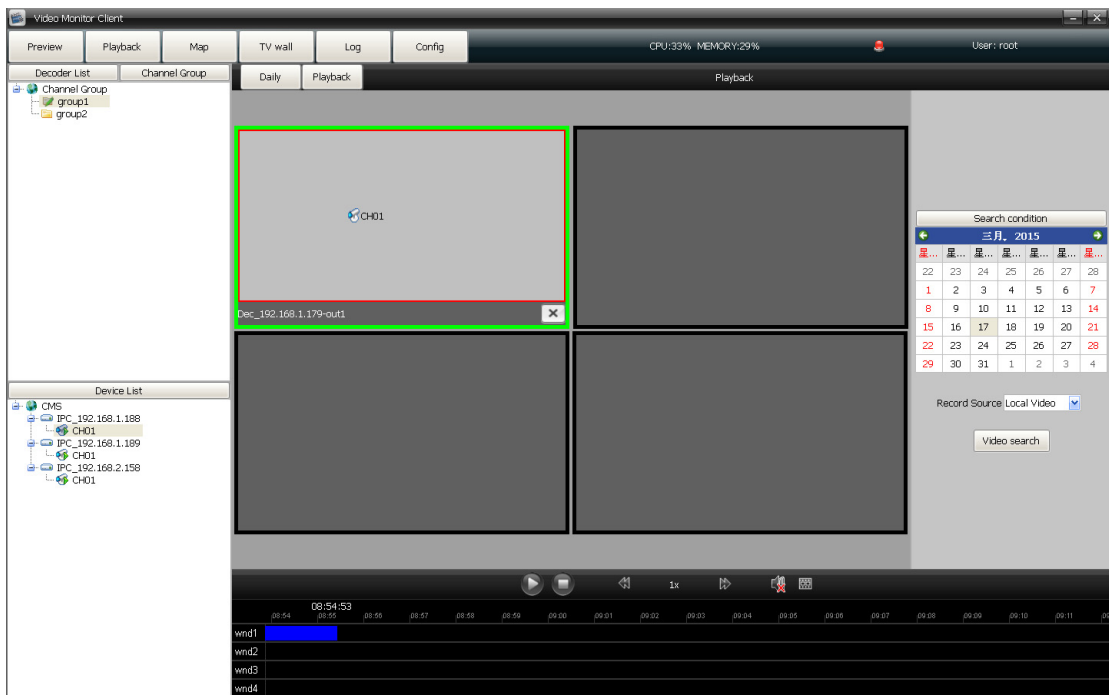 Video Monitor Client
Preview Playback Map TV wall Log Config CPU:33% MEMORY:29% User: root
Decoder List Channel Group Daily Playback Playback
Channel Group
group1
group2
CH01
Dec_192.168.1.179-out1
Search condition
三月, 2015
星... 星... 星... 星... 星... 星... 星...
22 23 24 25 26 27 28
1 2 3 4 5 6 7
8 9 10 11 12 13 14
15 16 17 18 19 20 21
22 23 24 25 26 27 28
29 30 31 1 2 3 4
Record Source Local Video
Video search
Device List
CMS
IPC_192.168.1.188
CH01
IPC_192.168.1.189
CH01
IPC_192.168.2.158
CH01
1x
08:54:53
08:54 08:55 08:56 08:57 08:58 08:59 09:00 09:01 09:02 09:03 09:04 09:05 09:06 09:07 09:08 09:09 09:10 09:11
wnd1
wnd2
wnd3
wnd4